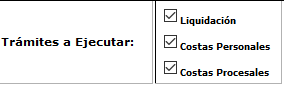 Liquidación
Trámites a Ejecutar:
Costas Personales
Costas Procesales